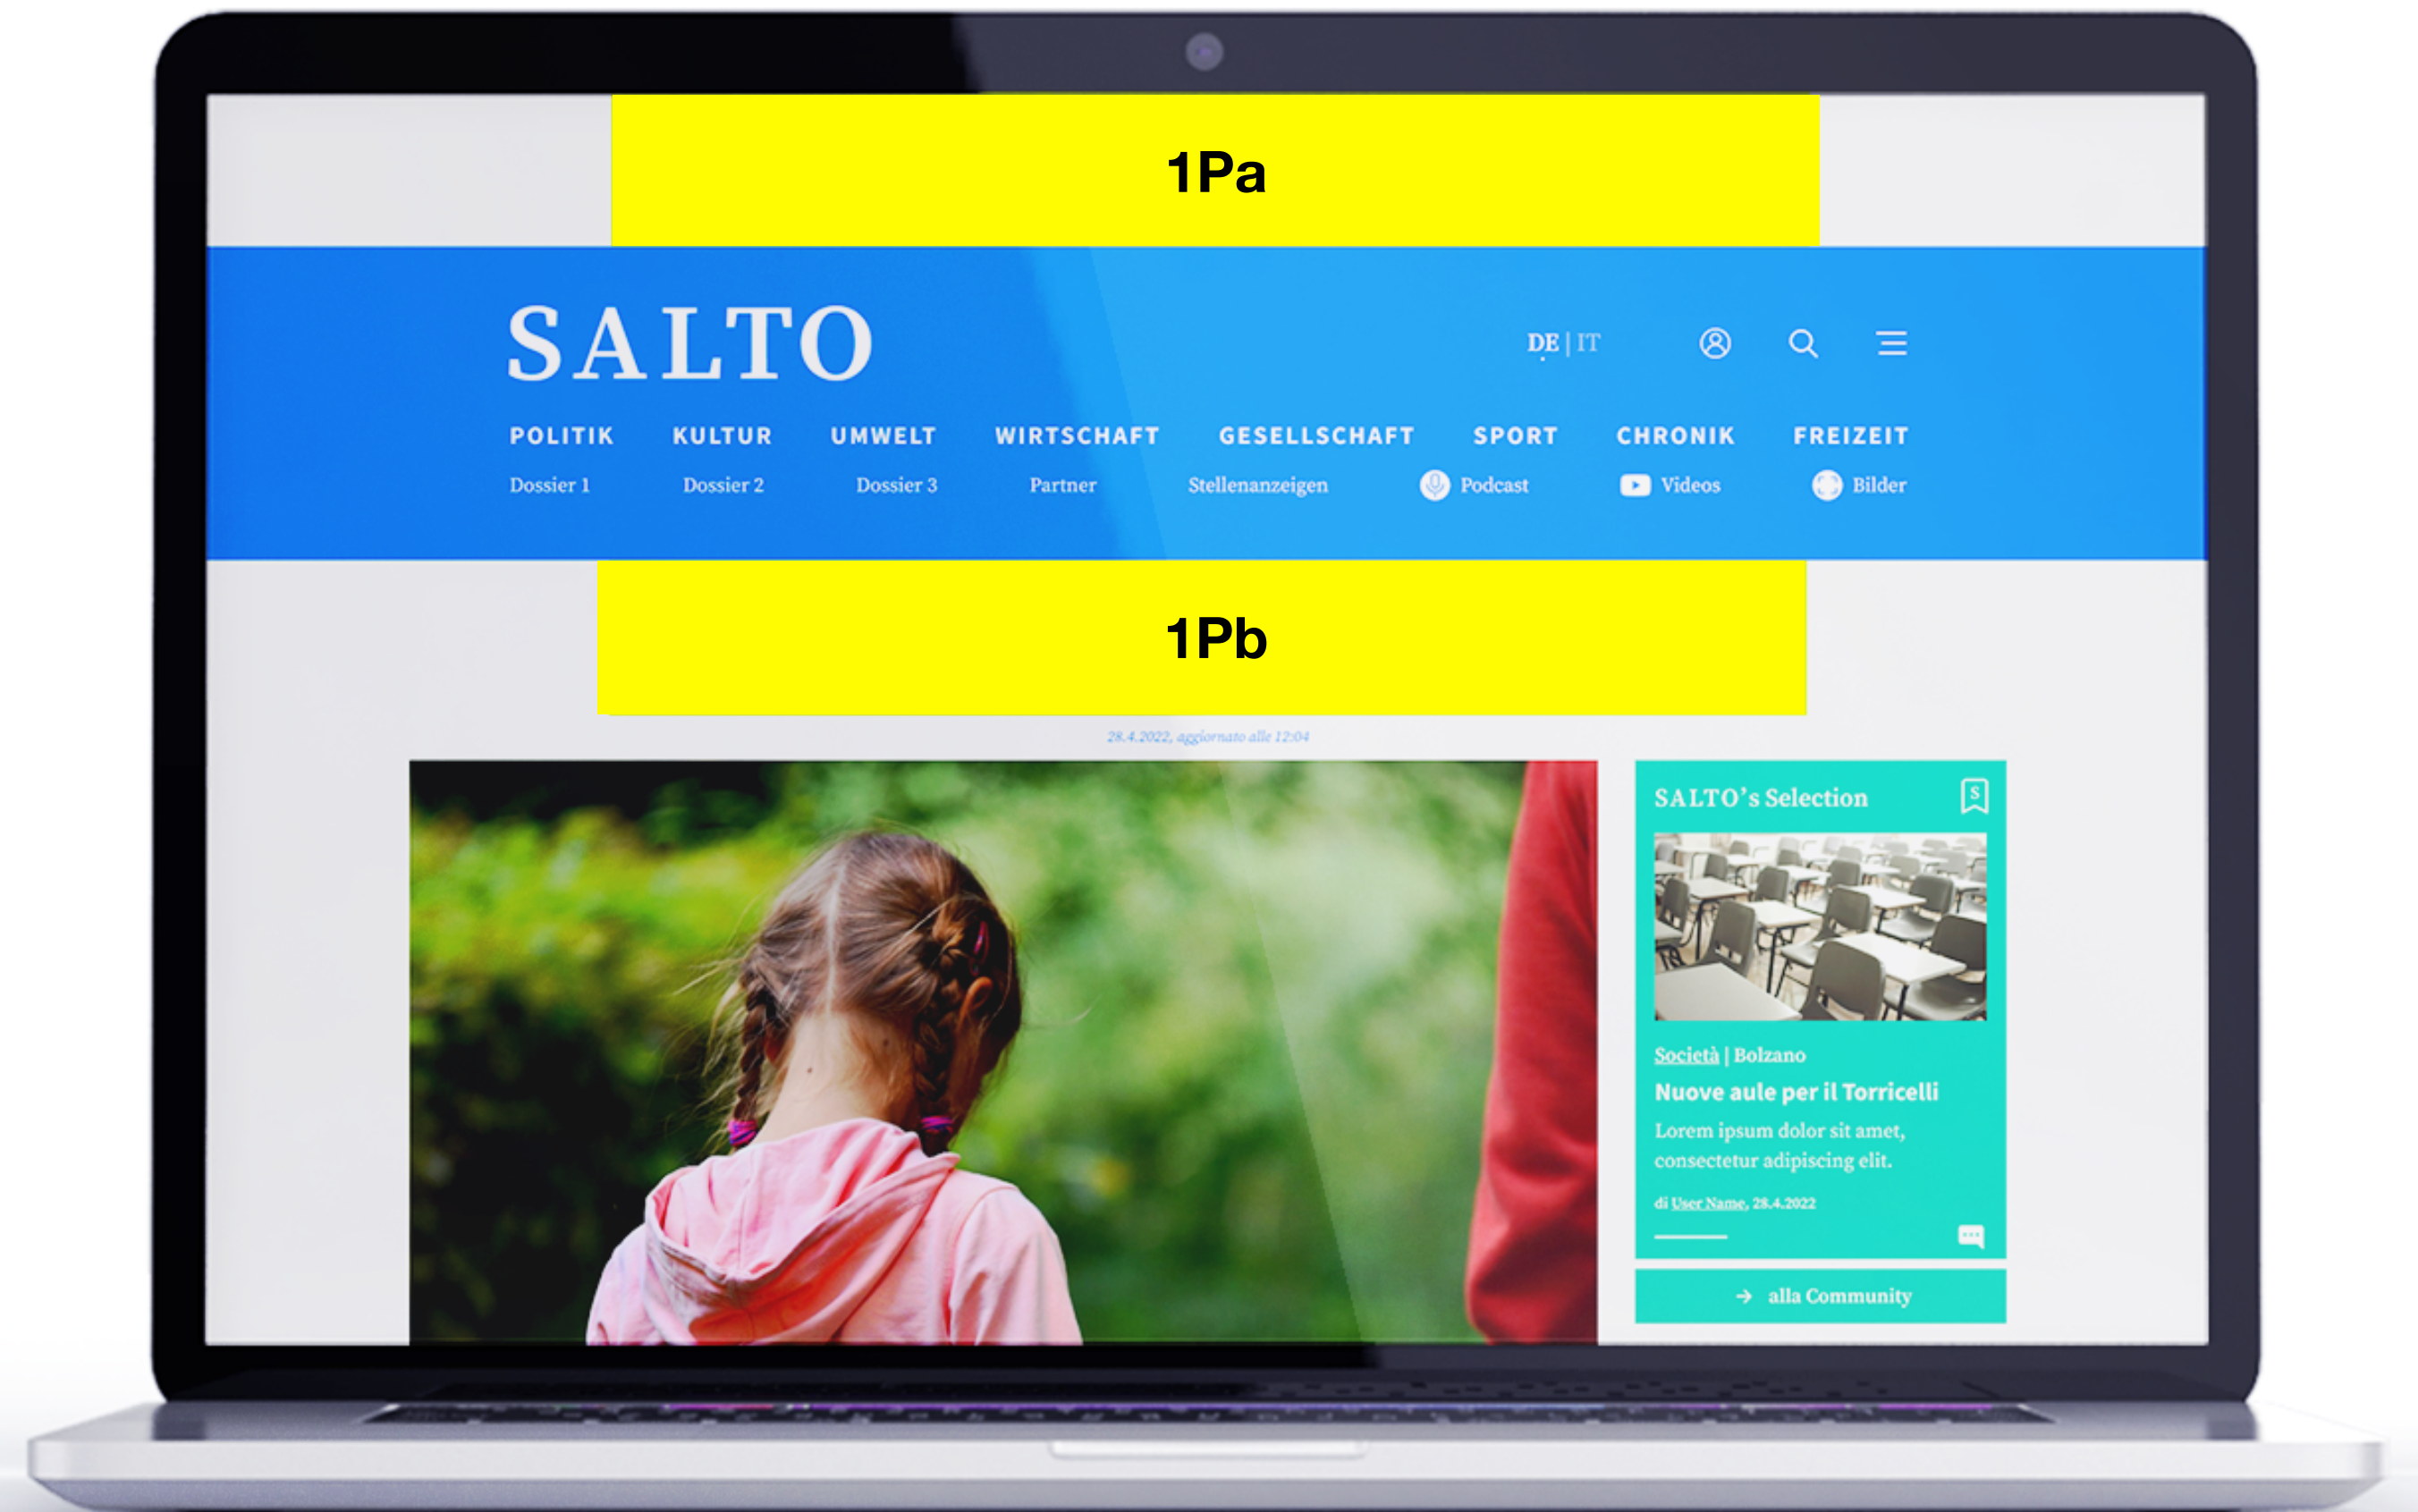 1Pa
SALTO
DE | IT
POLITIK KULTUR UMWELT WIRTSCHAFT GESELLSCHAFT SPORT CHRONIK FREIZEIT
Dossier 1 Dossier 2 Dossier 3 Partner Stellenanzeigen Podcast Videos Bilder
1Pb
28.4.2022, aggiornato alle 12:04
SALTO's Selection
S
Società | Bolzano
Nuove aule per il Torricelli
Lorem ipsum dolor sit amet,
consectetur adipiscing elit.
di User Name, 28.4.2022
→ alla Community